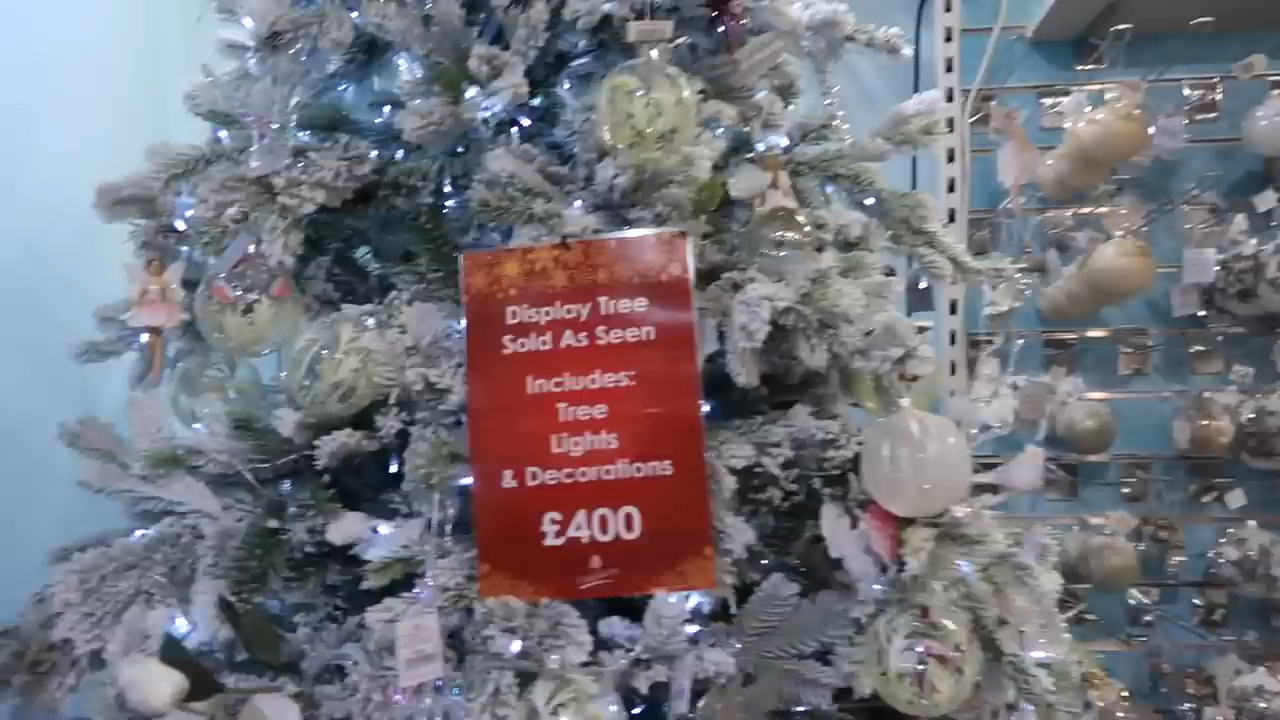 Display Tree
Sold As Seen
Includes:
Tree
Lights
& Decorations
£400